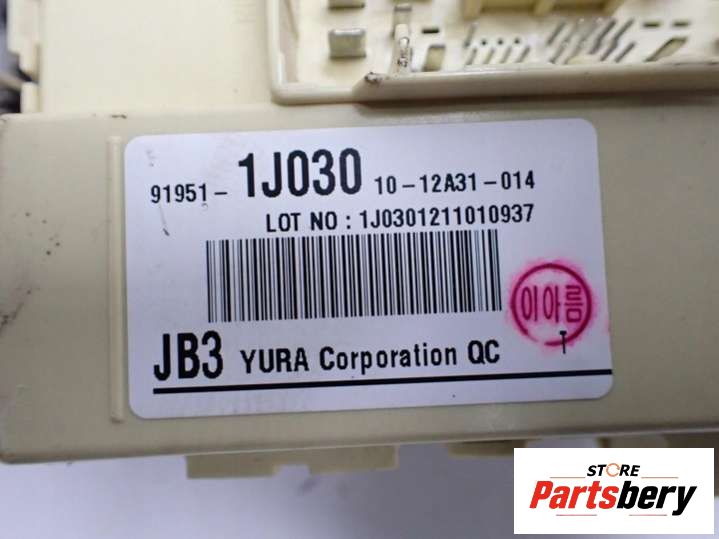 91951-1J030 10-12A31-014
LOT NO : 1J0301211010937
이아름
T
JB3 YURA Corporation QC
STORE
Partsbery